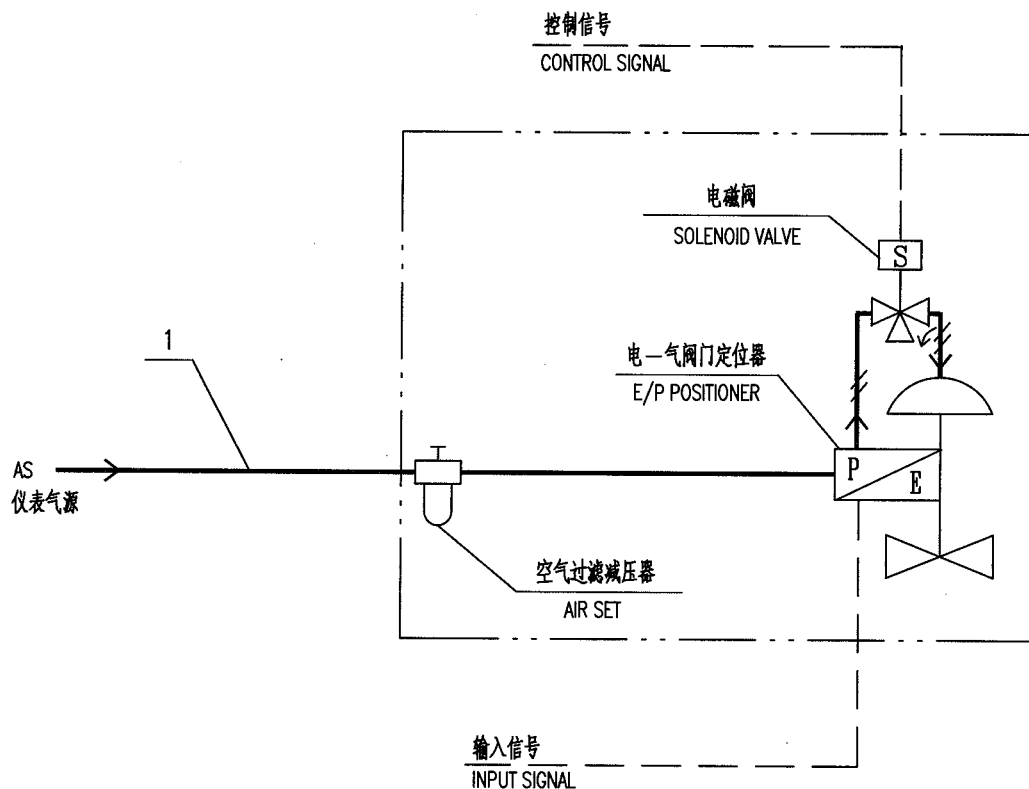 控制信号
CONTROL SIGNAL
电磁阀
SOLENOID VALVE
S
1
电—气阀门定位器
E/P POSITIONER
AS
仪表气源
P
E
空气过滤减压器
AIR SET
输入信号
INPUT SIGNAL